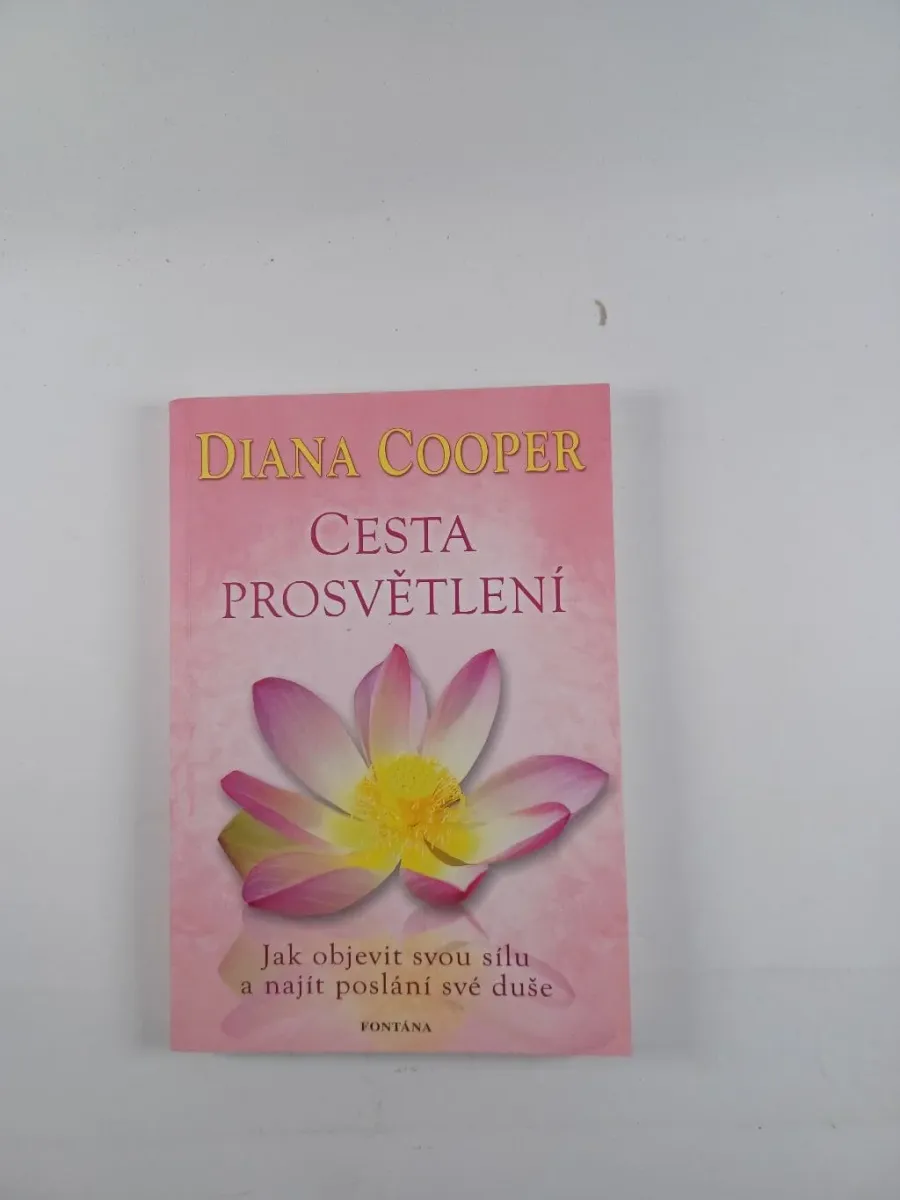 DIANA COOPER
CESTA
PROSVĚTLENÍ
Jak objevit svou sílu
a najít poslání své duše
FONTÁNA